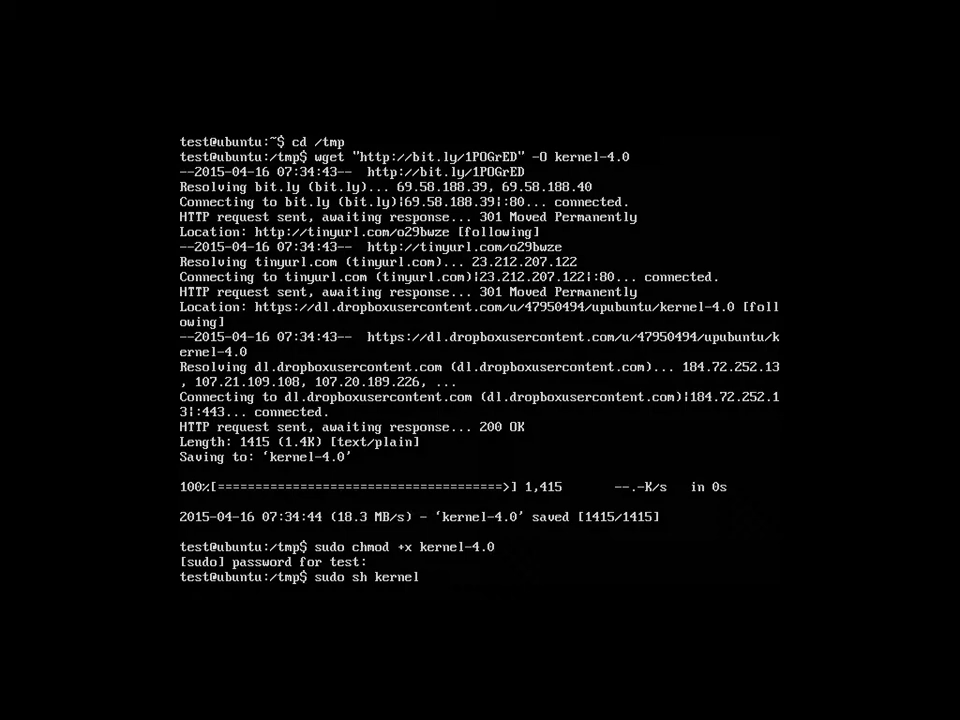 test@ubuntu:~$ cd /tmp
test@ubuntu:/tmp$ wget "http://bit.ly/1POGrED" -O kernel-4.0
--2015-04-16 07:34:43--  http://bit.ly/1POGrED
Resolving bit.ly (bit.ly)... 69.58.188.39, 69.58.188.40
Connecting to bit.ly (bit.ly)|69.58.188.39|:80... connected.
HTTP request sent, awaiting response... 301 Moved Permanently
Location: http://tinyurl.com/o29bwze [following]
--2015-04-16 07:34:43--  http://tinyurl.com/o29bwze
Resolving tinyurl.com (tinyurl.com)... 23.212.207.122
Connecting to tinyurl.com (tinyurl.com)|23.212.207.122|:80... connected.
HTTP request sent, awaiting response... 301 Moved Permanently
Location: https://dl.dropboxusercontent.com/u/47950494/upubuntu/kernel-4.0 [foll
owing]
--2015-04-16 07:34:43--  https://dl.dropboxusercontent.com/u/47950494/upubuntu/k
ernel-4.0
Resolving dl.dropboxusercontent.com (dl.dropboxusercontent.com)... 184.72.252.13
, 107.21.109.108, 107.20.189.226, ...
Connecting to dl.dropboxusercontent.com (dl.dropboxusercontent.com)|184.72.252.1
3|:443... connected.
HTTP request sent, awaiting response... 200 OK
Length: 1415 (1.4K) [text/plain]
Saving to: ‘kernel-4.0’
100%[======================================>] 1,415       --.-K/s   in 0s
2015-04-16 07:34:44 (18.3 MB/s) - ‘kernel-4.0’ saved [1415/1415]
test@ubuntu:/tmp$ sudo chmod +x kernel-4.0
[sudo] password for test:
test@ubuntu:/tmp$ sudo sh kernel